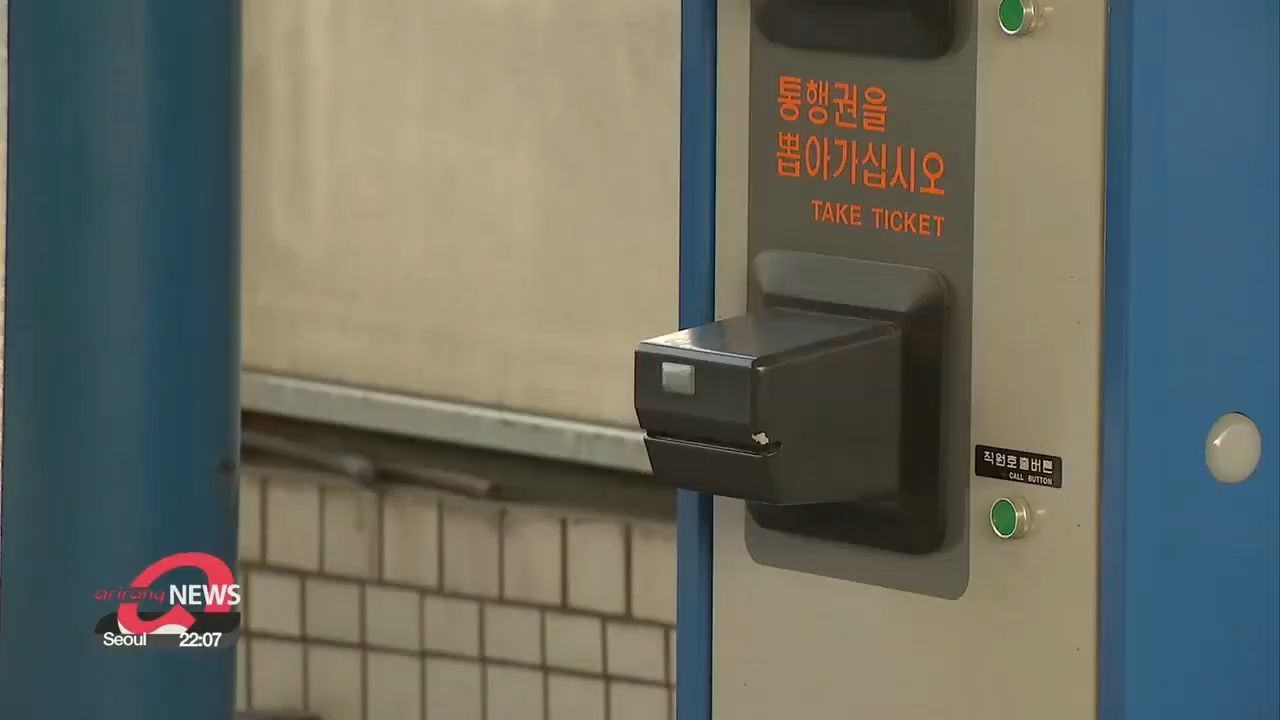 통행권을
뽑아가십시오
TAKE TICKET
직원호출버튼
CALL BUTTON
arirang NEWS
Seoul 22:07